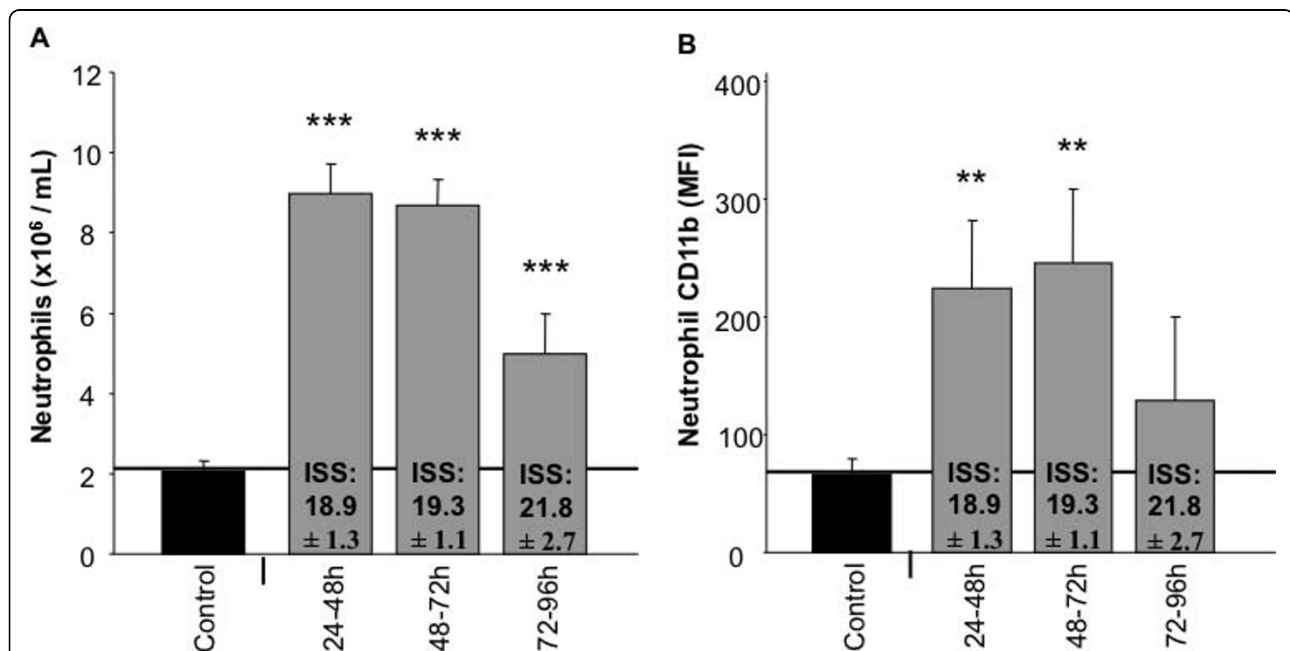 A
Neutrophils (x10⁶ / mL)
12
10
8
6
4
2
0
***
***
***
ISS:
18.9
± 1.3
ISS:
19.3
± 1.1
ISS:
21.8
± 2.7
Control
24-48h
48-72h
72-96h
B
Neutrophil CD11b (MFI)
400
300
200
100
0
**
**
ISS:
18.9
± 1.3
ISS:
19.3
± 1.1
ISS:
21.8
± 2.7
Control
24-48h
48-72h
72-96h